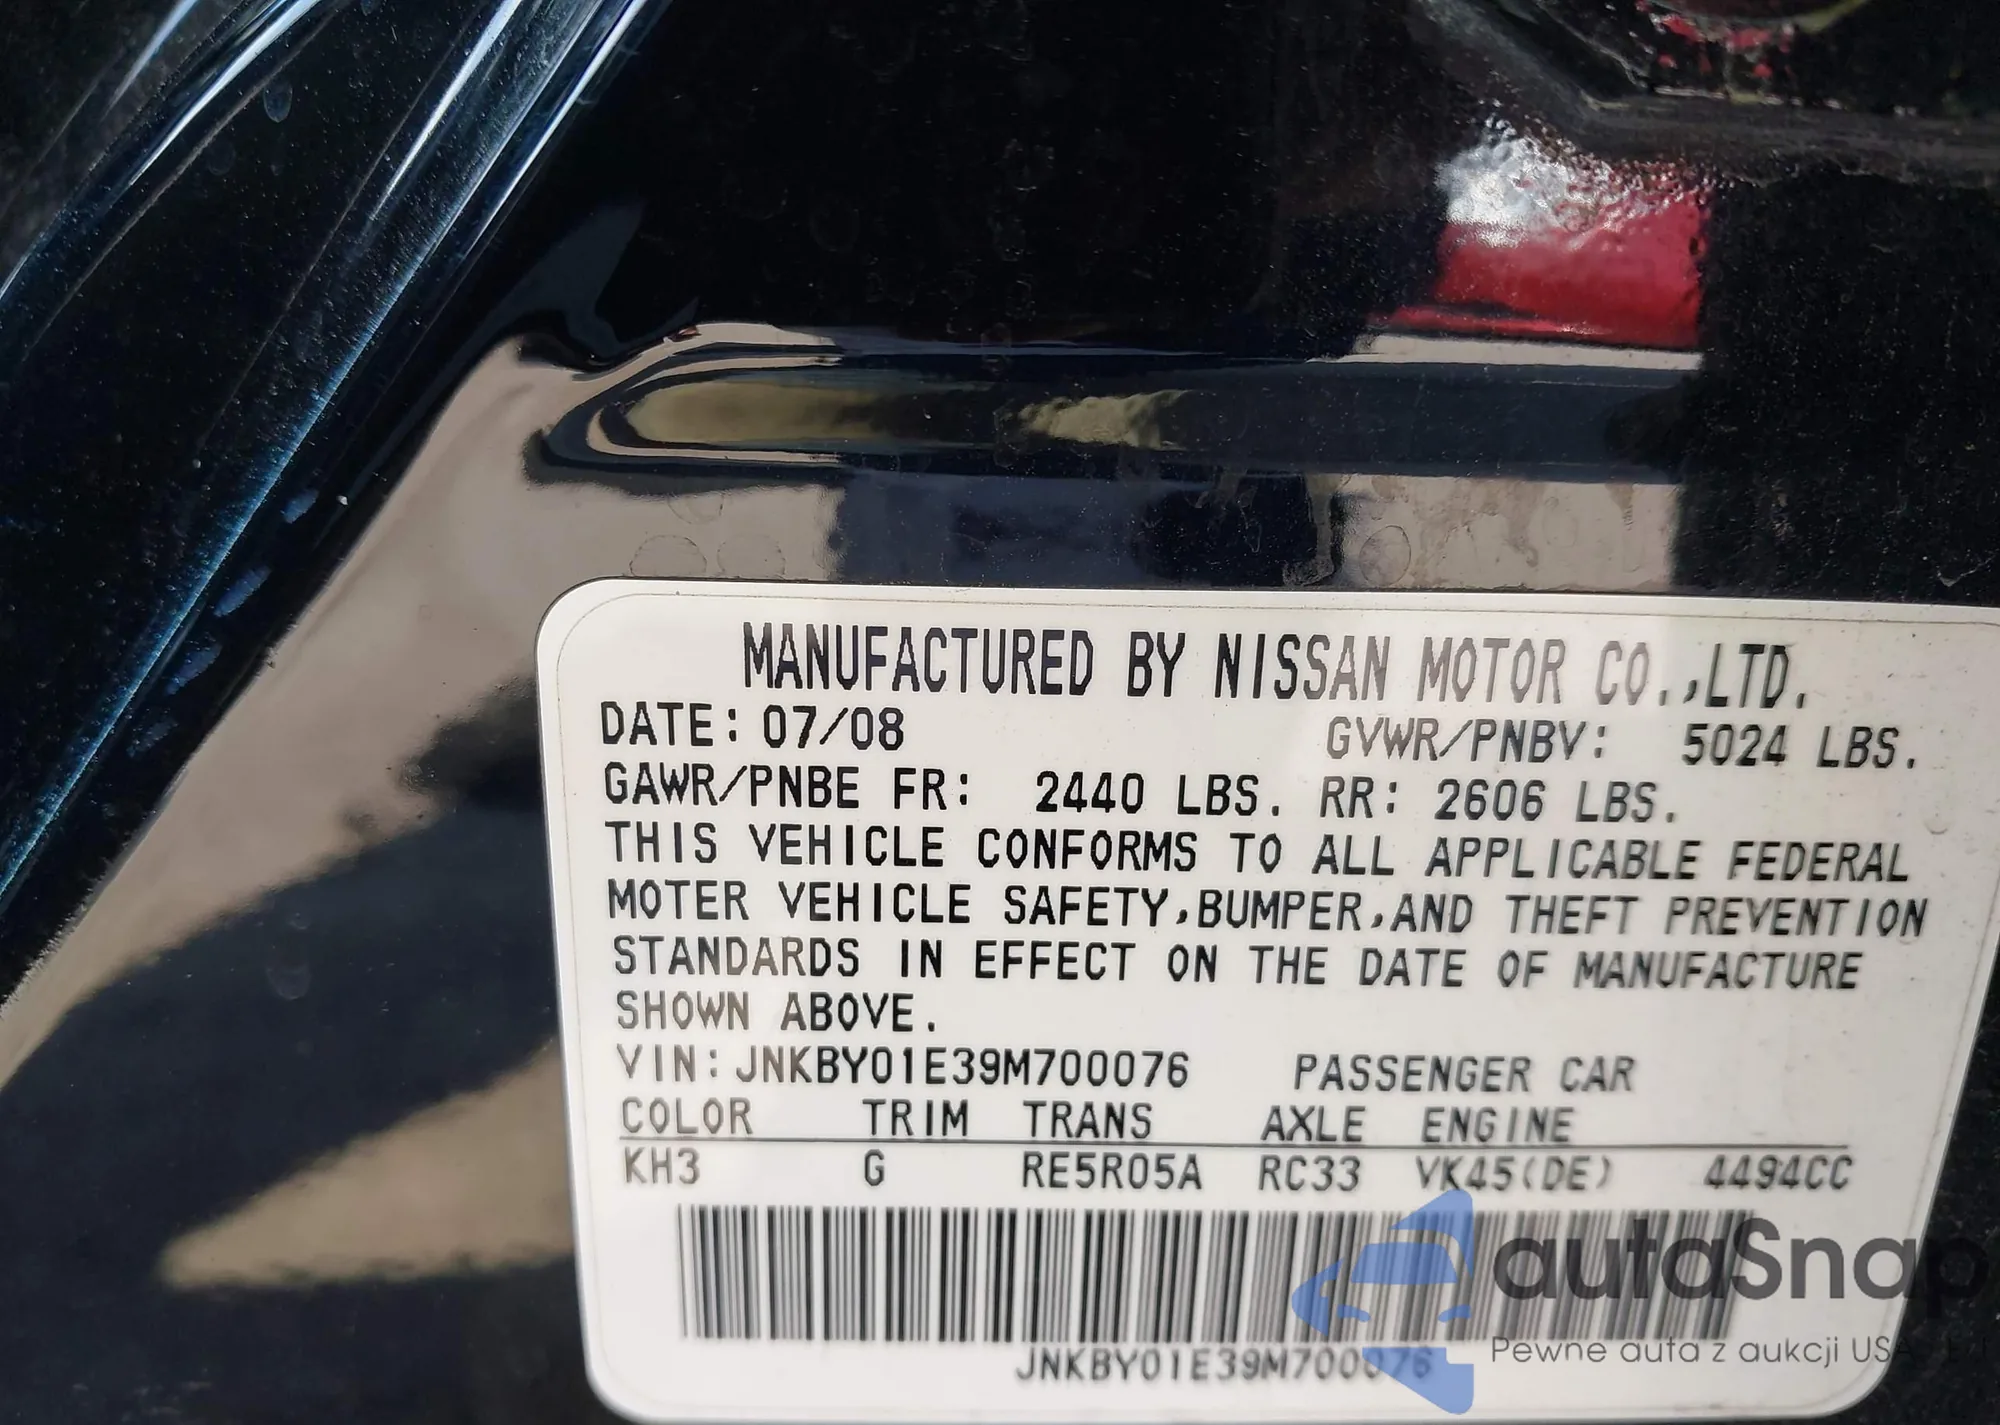 MANUFACTURED BY NISSAN MOTOR CO.,LTD.
DATE: 07/08 GVWR/PNBV: 5024 LBS.
GAWR/PNBE FR: 2440 LBS. RR: 2606 LBS.
THIS VEHICLE CONFORMS TO ALL APPLICABLE FEDERAL
MOTER VEHICLE SAFETY,BUMPER,AND THEFT PREVENTION
STANDARDS IN EFFECT ON THE DATE OF MANUFACTURE
SHOWN ABOVE.
VIN:JNKBY01E39M700076 PASSENGER CAR
COLOR TRIM TRANS AXLE ENGINE
KH3 G RE5R05A RC33 VK45(DE) 4494CC
JNKBY01E39M700076
autaSnap
Pewne auta z aukcji USA